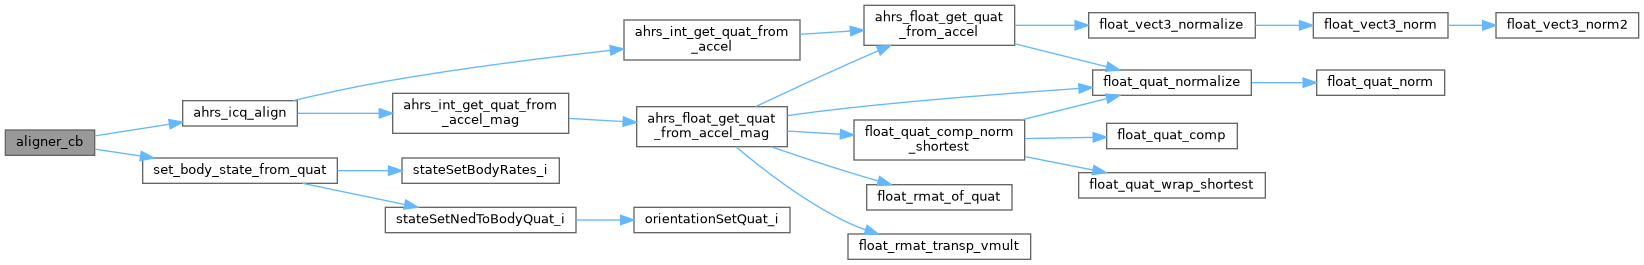 aligner_cb
ahrs_icq_align
set_body_state_from_quat
ahrs_int_get_quat_from
_accel_mag
stateSetBodyRates_i
stateSetNedToBodyQuat_i
ahrs_int_get_quat_from
_accel
ahrs_float_get_quat
_from_accel_mag
orientationSetQuat_i
ahrs_float_get_quat
_from_accel
float_quat_comp_norm
_shortest
float_rmat_of_quat
float_rmat_transp_vmult
float_vect3_normalize
float_quat_normalize
float_quat_comp
float_quat_wrap_shortest
float_vect3_norm
float_quat_norm
float_vect3_norm2